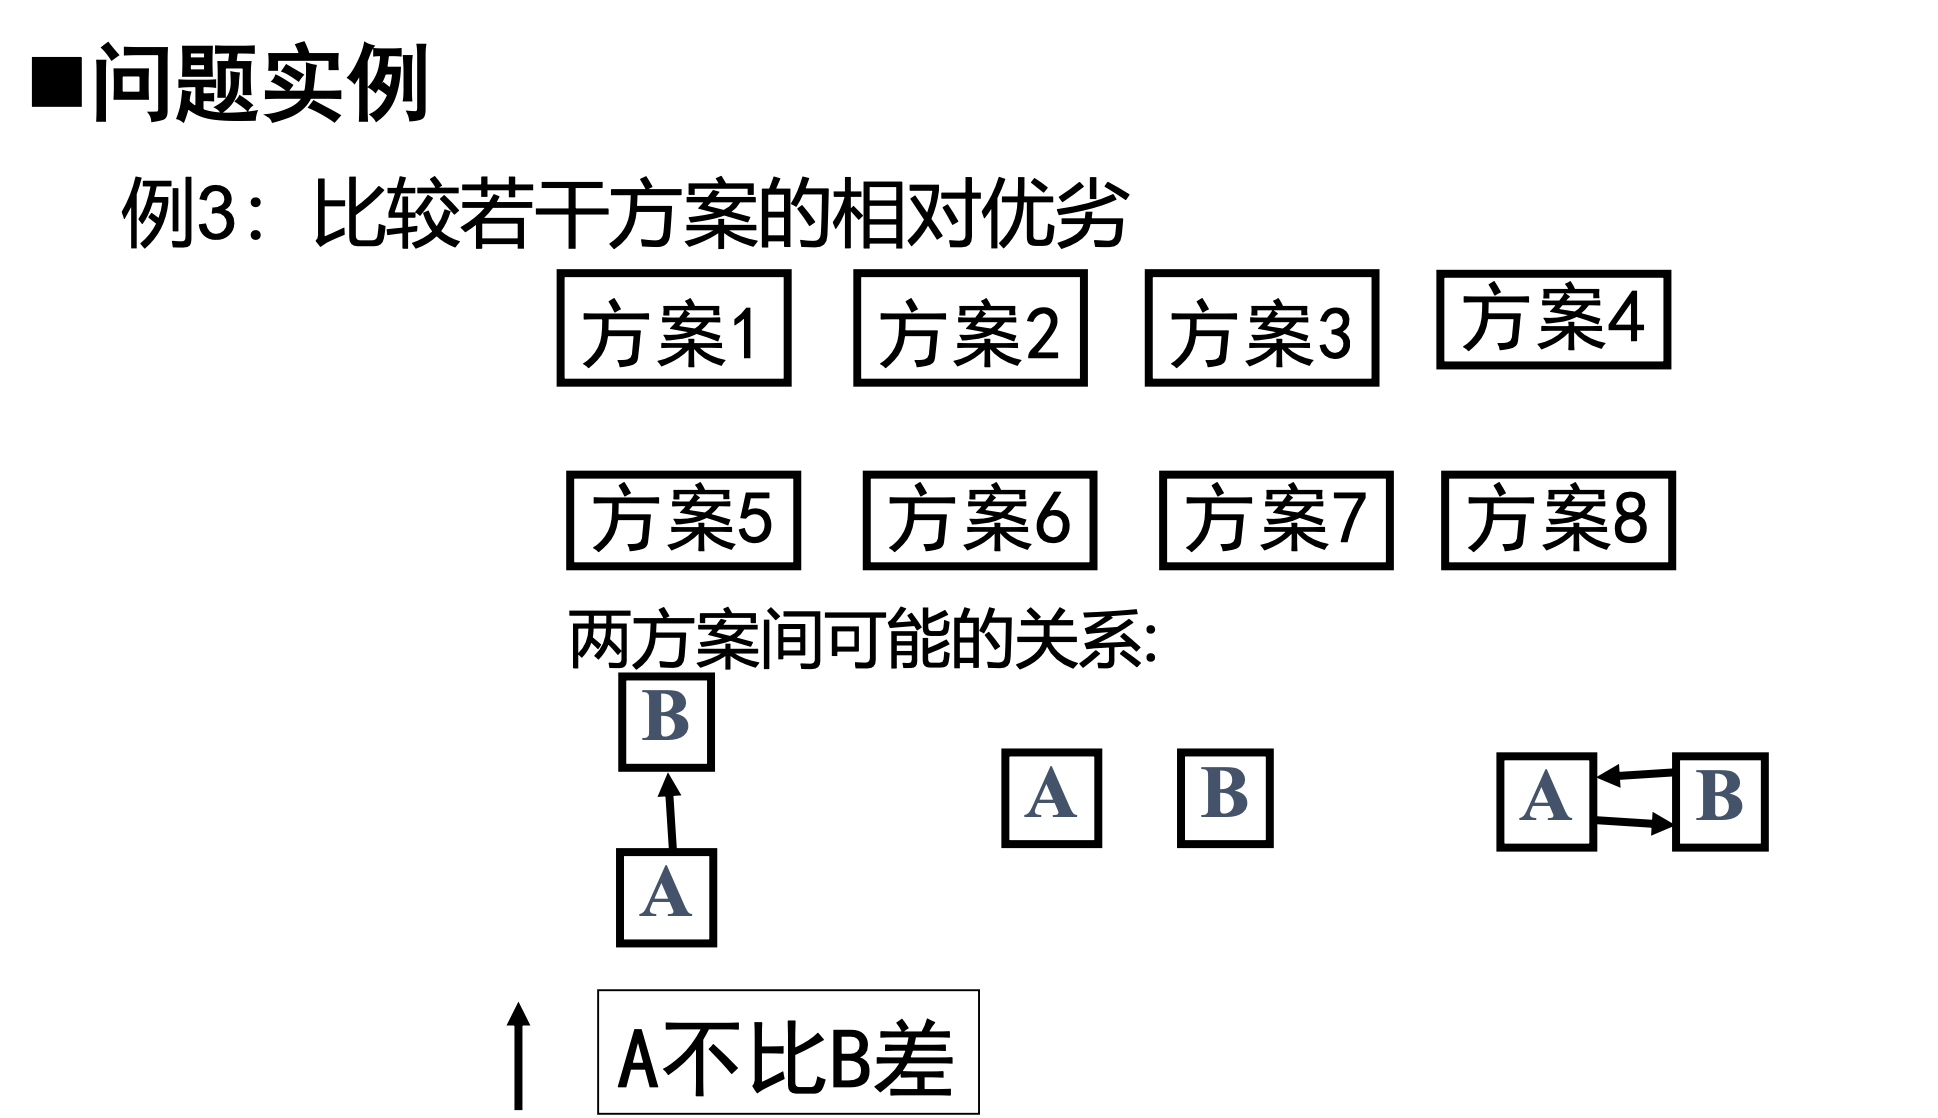 ■问题实例
例3：比较若干方案的相对优劣
方案1 方案2 方案3 方案4
方案5 方案6 方案7 方案8
两方案间可能的关系:
B
A B A B
A
A不比B差